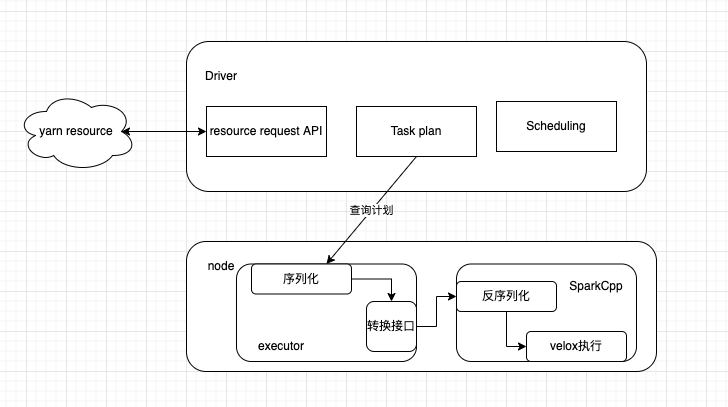 Driver
yarn resource
resource request API
Task plan
Scheduling
查询计划
node
序列化
SparkCpp
反序列化
转换接口
executor
velox执行